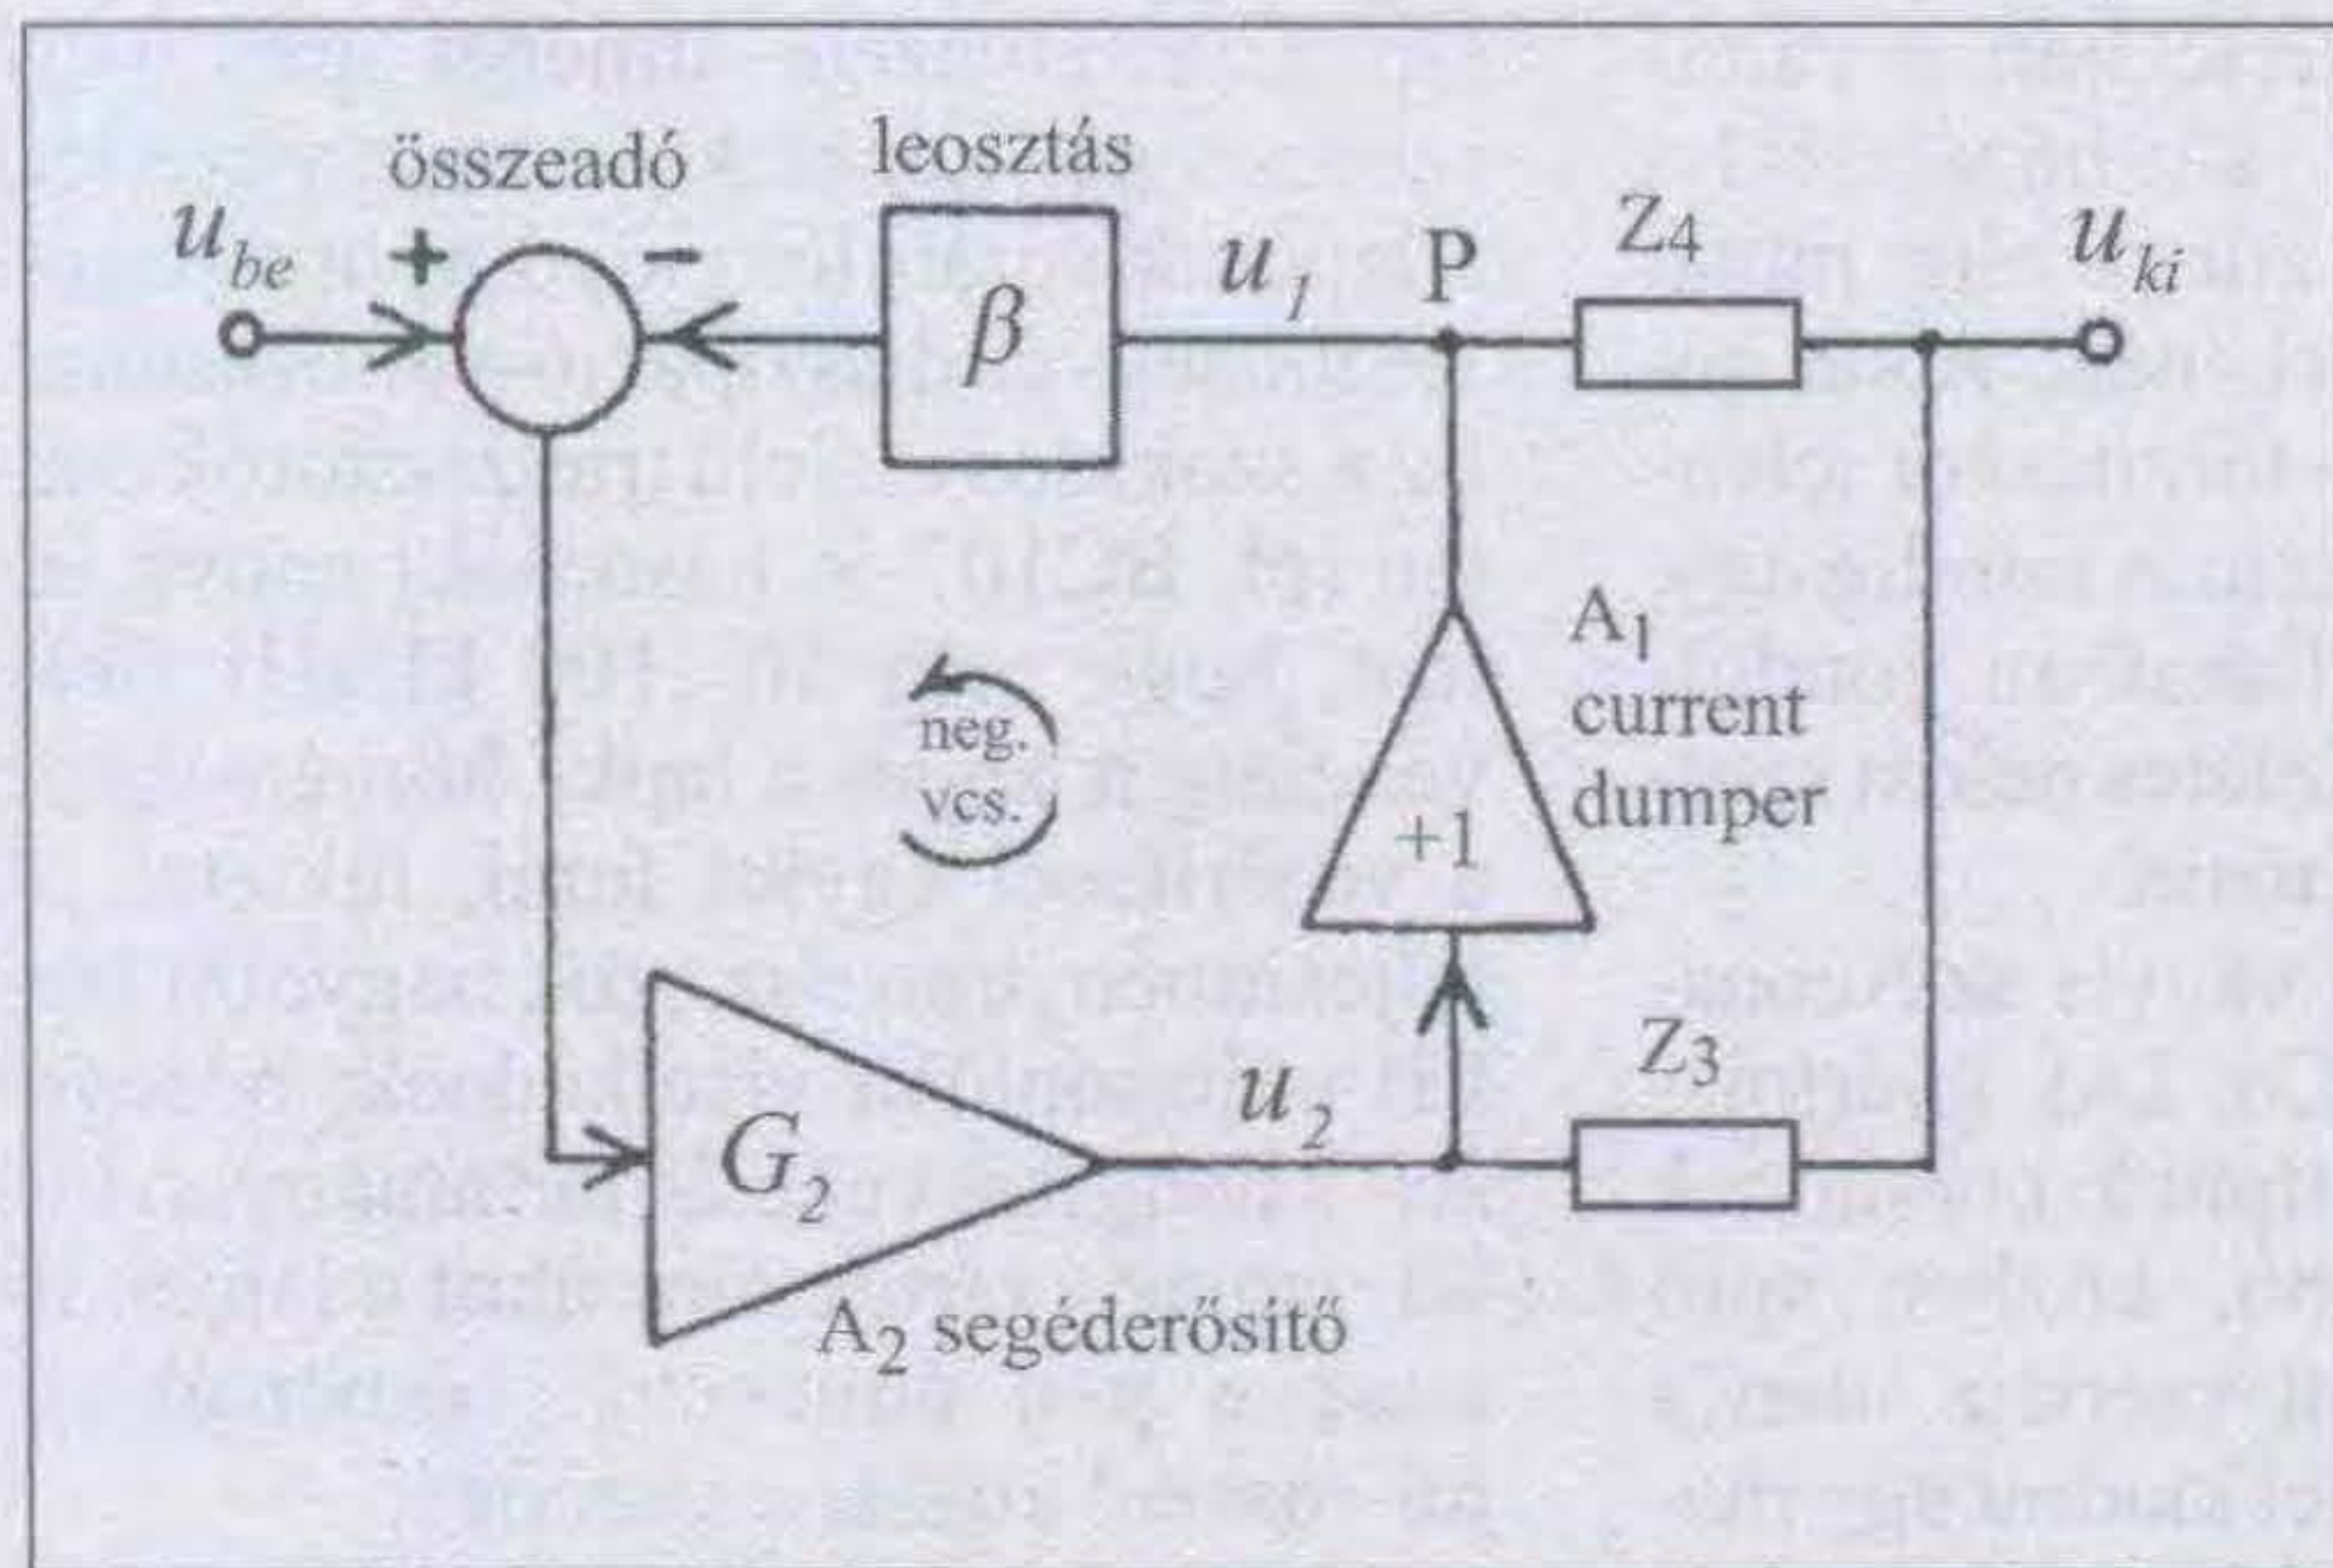 összeadó
leosztás
u_be
+
−
β
u_1
P
Z4
u_ki
neg.
vcs.
A1
current
dumper
+1
Z3
u_2
G_2
A2 segéderősítő